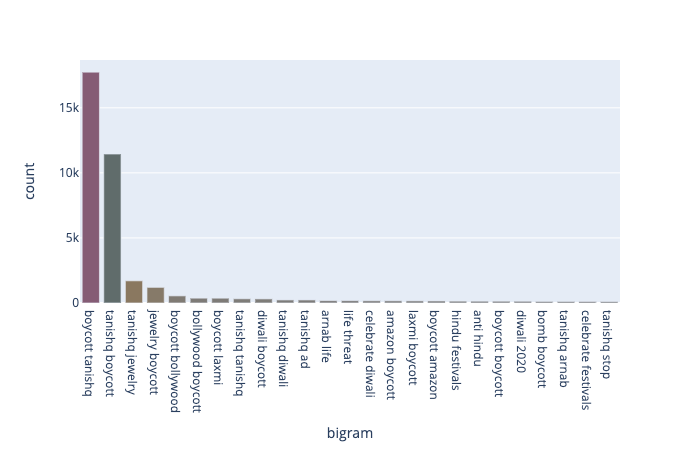 count
15k
10k
5k
0
boycott tanishq
tanishq boycott
tanishq jewelry
jewelry boycott
boycott bollywood
bollywood boycott
boycott laxmi
tanishq tanishq
diwali boycott
tanishq diwali
tanishq ad
arnab life
life threat
celebrate diwali
amazon boycott
laxmi boycott
boycott amazon
hindu festivals
anti hindu
boycott boycott
diwali 2020
bomb boycott
tanishq arnab
celebrate festivals
tanishq stop
bigram